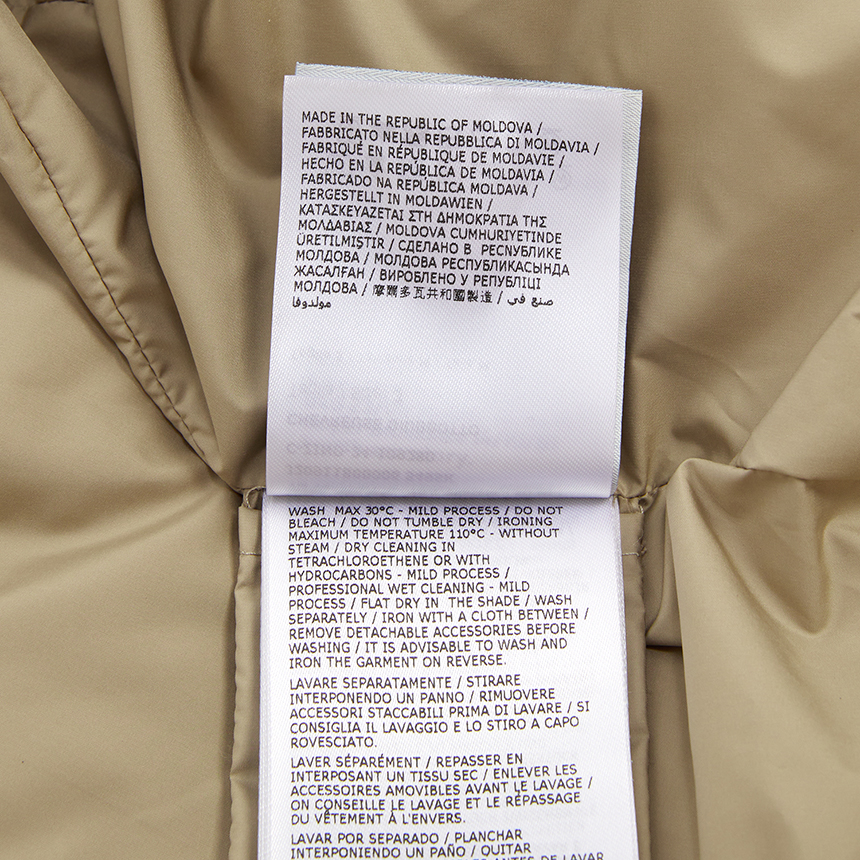 MADE IN THE REPUBLIC OF MOLDOVA /
FABBRICATO NELLA REPUBBLICA DI MOLDAVIA /
FABRIQUÉ EN RÉPUBLIQUE DE MOLDAVIE /
HECHO EN LA REPÚBLICA DE MOLDAVIA /
FABRICADO NA REPÚBLICA MOLDAVA /
HERGESTELLT IN MOLDAWIEN /
ΚΑΤΑΣΚΕΥΑΖΕΤΑΙ ΣΤΗ ΔΗΜΟΚΡΑΤΙΑ ΤΗΣ
ΜΟΛΔΑΒΙΑΣ / MOLDOVA CUMHURIYETINDE
ÜRETILMIŞTIR / СДЕЛАНО В РЕСПУБЛИКЕ
МОЛДОВА / МОЛДОВА РЕСПУБЛИКАСЫНДА
ЖАСАЛҒАН / ВИРОБЛЕНО У РЕСПУБЛІЦІ
МОЛДОВА / 摩爾多瓦共和國製造 / صنع في
مولدوفا
WASH MAX 30°C - MILD PROCESS / DO NOT
BLEACH / DO NOT TUMBLE DRY / IRONING
MAXIMUM TEMPERATURE 110°C - WITHOUT
STEAM / DRY CLEANING IN
TETRACHLOROETHENE OR WITH
HYDROCARBONS - MILD PROCESS /
PROFESSIONAL WET CLEANING - MILD
PROCESS / FLAT DRY IN THE SHADE / WASH
SEPARATELY / IRON WITH A CLOTH BETWEEN /
REMOVE DETACHABLE ACCESSORIES BEFORE
WASHING / IT IS ADVISABLE TO WASH AND
IRON THE GARMENT ON REVERSE.
LAVARE SEPARATAMENTE / STIRARE
INTERPONENDO UN PANNO / RIMUOVERE
ACCESSORI STACCABILI PRIMA DI LAVARE / SI
CONSIGLIA IL LAVAGGIO E LO STIRO A CAPO
ROVESCIATO.
LAVER SÉPARÉMENT / REPASSER EN
INTERPOSANT UN TISSU SEC / ENLEVER LES
ACCESSOIRES AMOVIBLES AVANT LE LAVAGE /
ON CONSEILLE LE LAVAGE ET LE RÉPASSAGE
DU VÊTEMENT À L'ENVERS.
LAVAR POR SEPARADO / PLANCHAR
INTERPONIENDO UN PAÑO / QUITAR
ANTES DE LAVAR